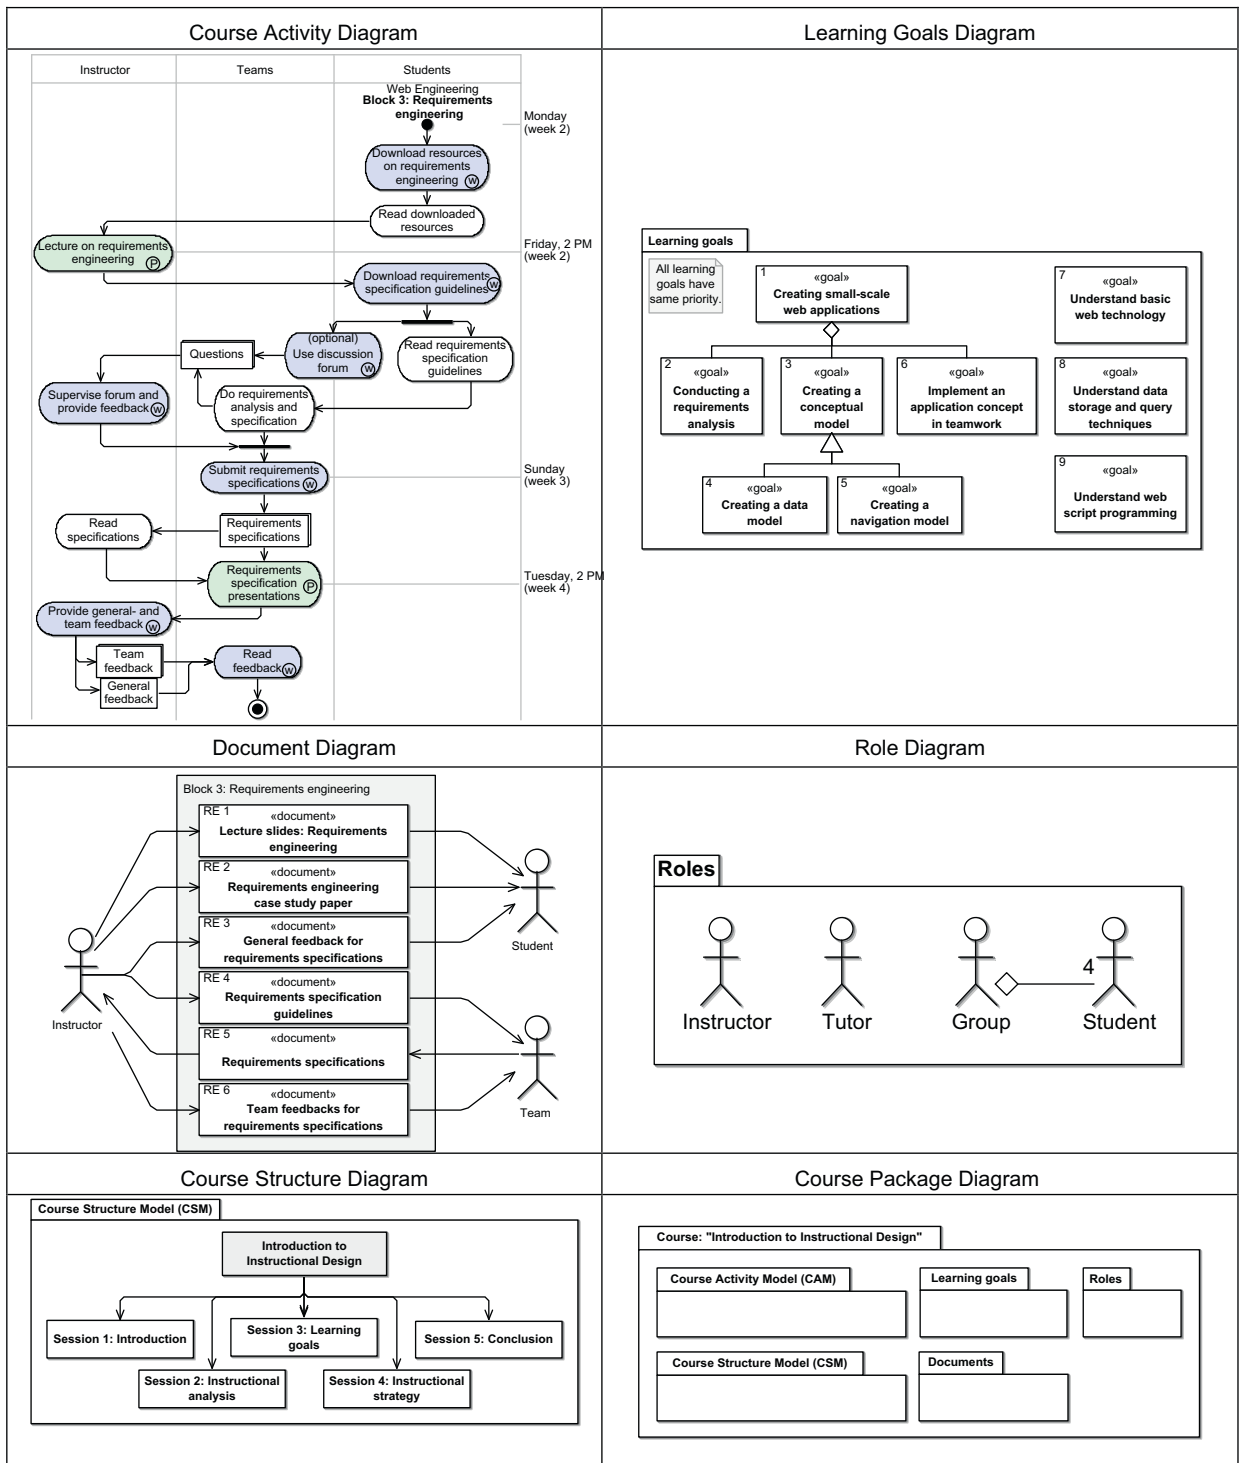 Course Activity Diagram
Instructor
Teams
Students
Web Engineering
Block 3: Requirements
engineering
Monday
(week 2)
Download resources
on requirements
engineering
W
Read downloaded
resources
Lecture on requirements
engineering
P
Friday, 2 PM
(week 2)
Download requirements
specification guidelines
W
(optional)
Use discussion
forum
W
Read requirements
specification
guidelines
Questions
Supervise forum and
provide feedback
W
Do requirements
analysis and
specification
Submit requirements
specifications
W
Sunday
(week 3)
Read
specifications
Requirements
specifications
Requirements
specification
presentations
P
Tuesday, 2 PM
(week 4)
Provide general- and
team feedback
W
Team
feedback
General
feedback
Read
feedback
W
Learning Goals Diagram
Learning goals
All learning
goals have
same priority.
1
«goal»
Creating small-scale
web applications
7
«goal»
Understand basic
web technology
2
«goal»
Conducting a
requirements
analysis
3
«goal»
Creating a
conceptual
model
6
«goal»
Implement an
application concept
in teamwork
8
«goal»
Understand data
storage and query
techniques
4
«goal»
Creating a data
model
5
«goal»
Creating a
navigation model
9
«goal»
Understand web
script programming
Document Diagram
Block 3: Requirements engineering
RE 1
«document»
Lecture slides: Requirements
engineering
RE 2
«document»
Requirements engineering
case study paper
RE 3
«document»
General feedback for
requirements specifications
RE 4
«document»
Requirements specification
guidelines
RE 5
«document»
Requirements specifications
RE 6
«document»
Team feedbacks for
requirements specifications
Instructor
Student
Team
Role Diagram
Roles
Instructor
Tutor
Group
4
Student
Course Structure Diagram
Course Structure Model (CSM)
Introduction to
Instructional Design
Session 1: Introduction
Session 3: Learning
goals
Session 5: Conclusion
Session 2: Instructional
analysis
Session 4: Instructional
strategy
Course Package Diagram
Course: "Introduction to Instructional Design"
Course Activity Model (CAM)
Learning goals
Roles
Course Structure Model (CSM)
Documents